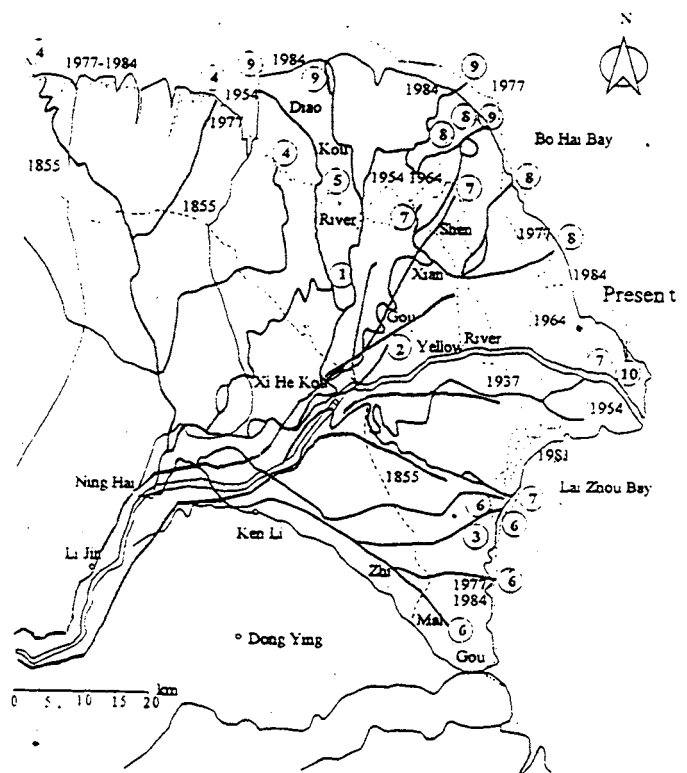 N
4
1977-1984
4
9
1984
9
9
1977
1954
1984
1977
Diao
8
9
8
Bo Hai Bay
Kou
4
1855
5
1954
1964
7
8
1855
River
7
Shen
1977
8
Xian
1984
1
Present
Gou
1964
River
2
Yellow
7
10
Xi He Kou
1937
1954
1981
1855
Ning Hai
Lai Zhou Bay
6
7
Ken Li
3
6
Li Jin
Zhi
1977
6
1984
Mai
6
Dong Ying
Gou
km
0 5 10 15 20